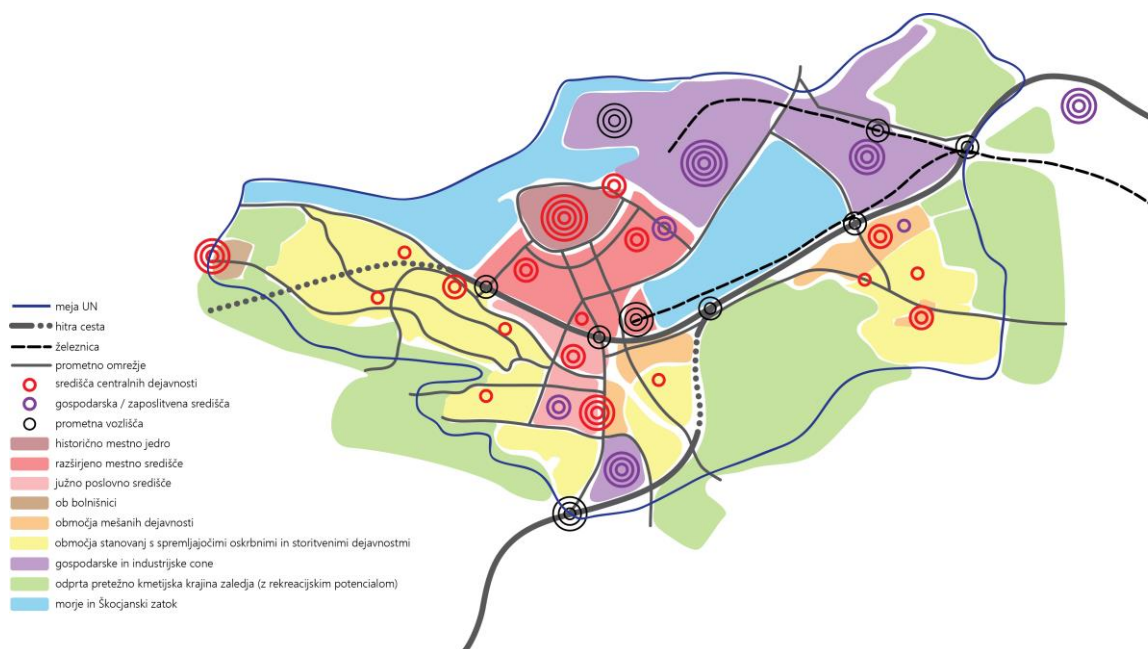 meja UN
hitra cesta
železnica
prometno omrežje
središča centralnih dejavnosti
gospodarska / zaposlitvena središča
prometna vozlišča
historično mestno jedro
razširjeno mestno središče
južno poslovno središče
ob bolnišnici
območja mešanih dejavnosti
območja stanovanj s spremljajočimi oskrbnimi in storitvenimi dejavnostmi
gospodarske in industrijske cone
odprta pretežno kmetijska krajina zaledja (z rekreacijskim potencialom)
morje in Škocjanski zatok